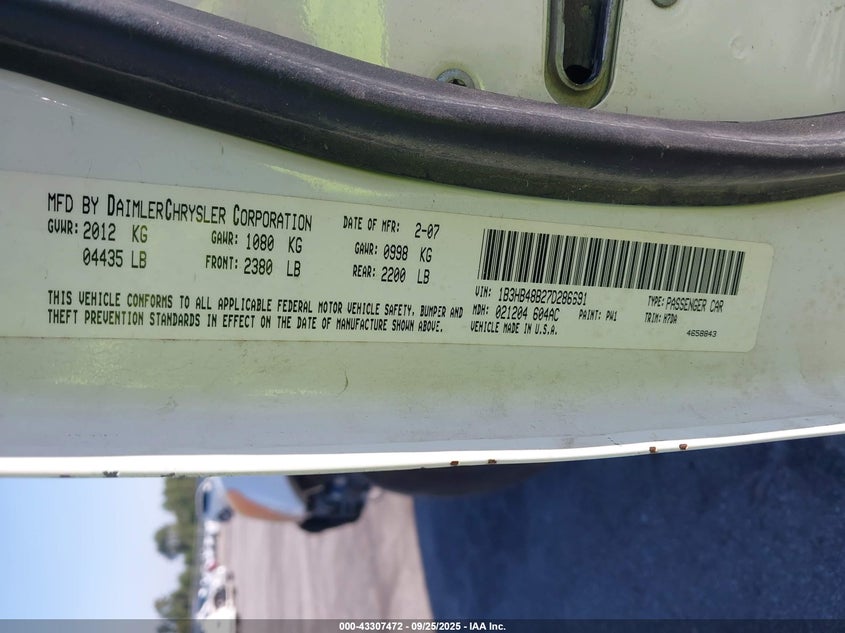 MFD BY DAIMLERCHRYSLER CORPORATION DATE OF MFR: 2-07
GVWR: 2012 KG GAWR: 1080 KG GAWR: 0998 KG
04435 LB FRONT: 2380 LB REAR: 2200 LB
THIS VEHICLE CONFORMS TO ALL APPLICABLE FEDERAL MOTOR VEHICLE SAFETY, BUMPER AND
THEFT PREVENTION STANDARDS IN EFFECT ON THE DATE OF MANUFACTURE SHOWN ABOVE.
VIN: 1B3HB48B27D286691 TYPE: PASSENGER CAR
MDH: 021204 604AC PAINT: PW1 TRIM: H7DA
VEHICLE MADE IN U.S.A. 4658843
000-43307472 — 09/25/2025 — IAA Inc.